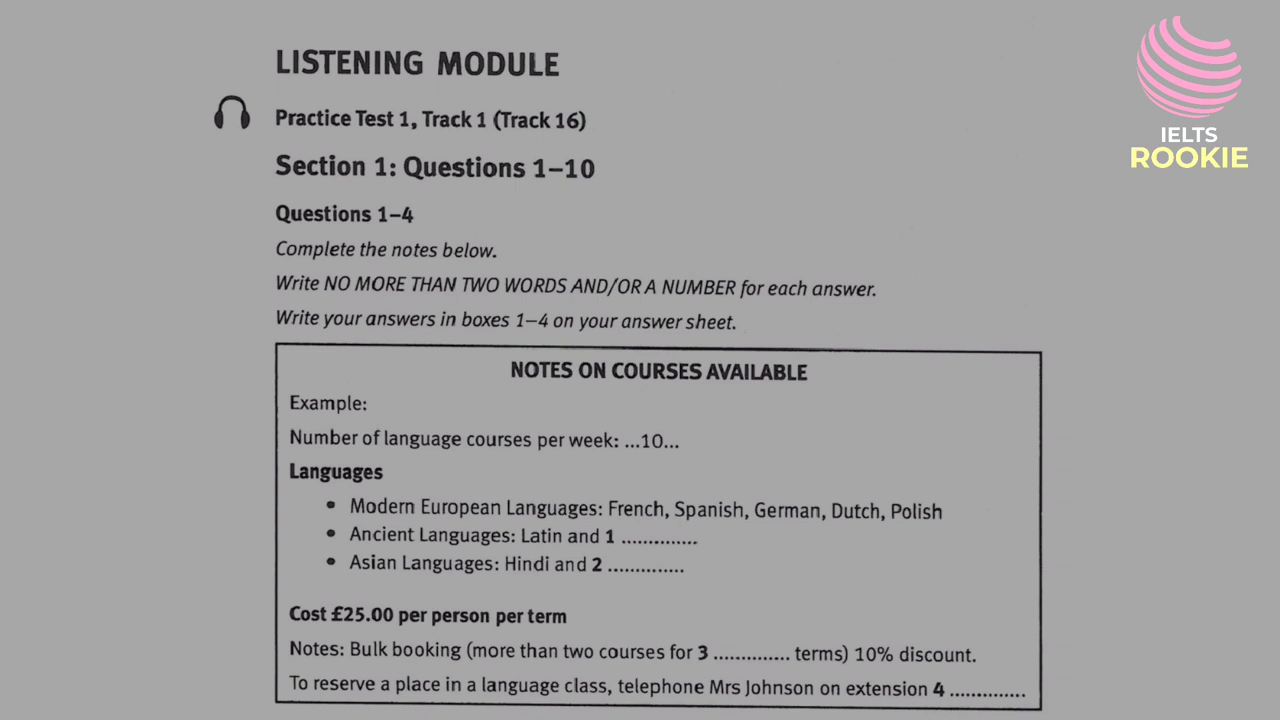 LISTENING MODULE
Practice Test 1, Track 1 (Track 16)
Section 1: Questions 1–10
Questions 1–4
Complete the notes below.
Write NO MORE THAN TWO WORDS AND/OR A NUMBER for each answer.
Write your answers in boxes 1–4 on your answer sheet.
NOTES ON COURSES AVAILABLE
Example:
Number of language courses per week: ...10...
Languages
• Modern European Languages: French, Spanish, German, Dutch, Polish
• Ancient Languages: Latin and 1 ..............
• Asian Languages: Hindi and 2 ..............
Cost £25.00 per person per term
Notes: Bulk booking (more than two courses for 3 .............. terms) 10% discount.
To reserve a place in a language class, telephone Mrs Johnson on extension 4 ..............
IELTS
ROOKIE